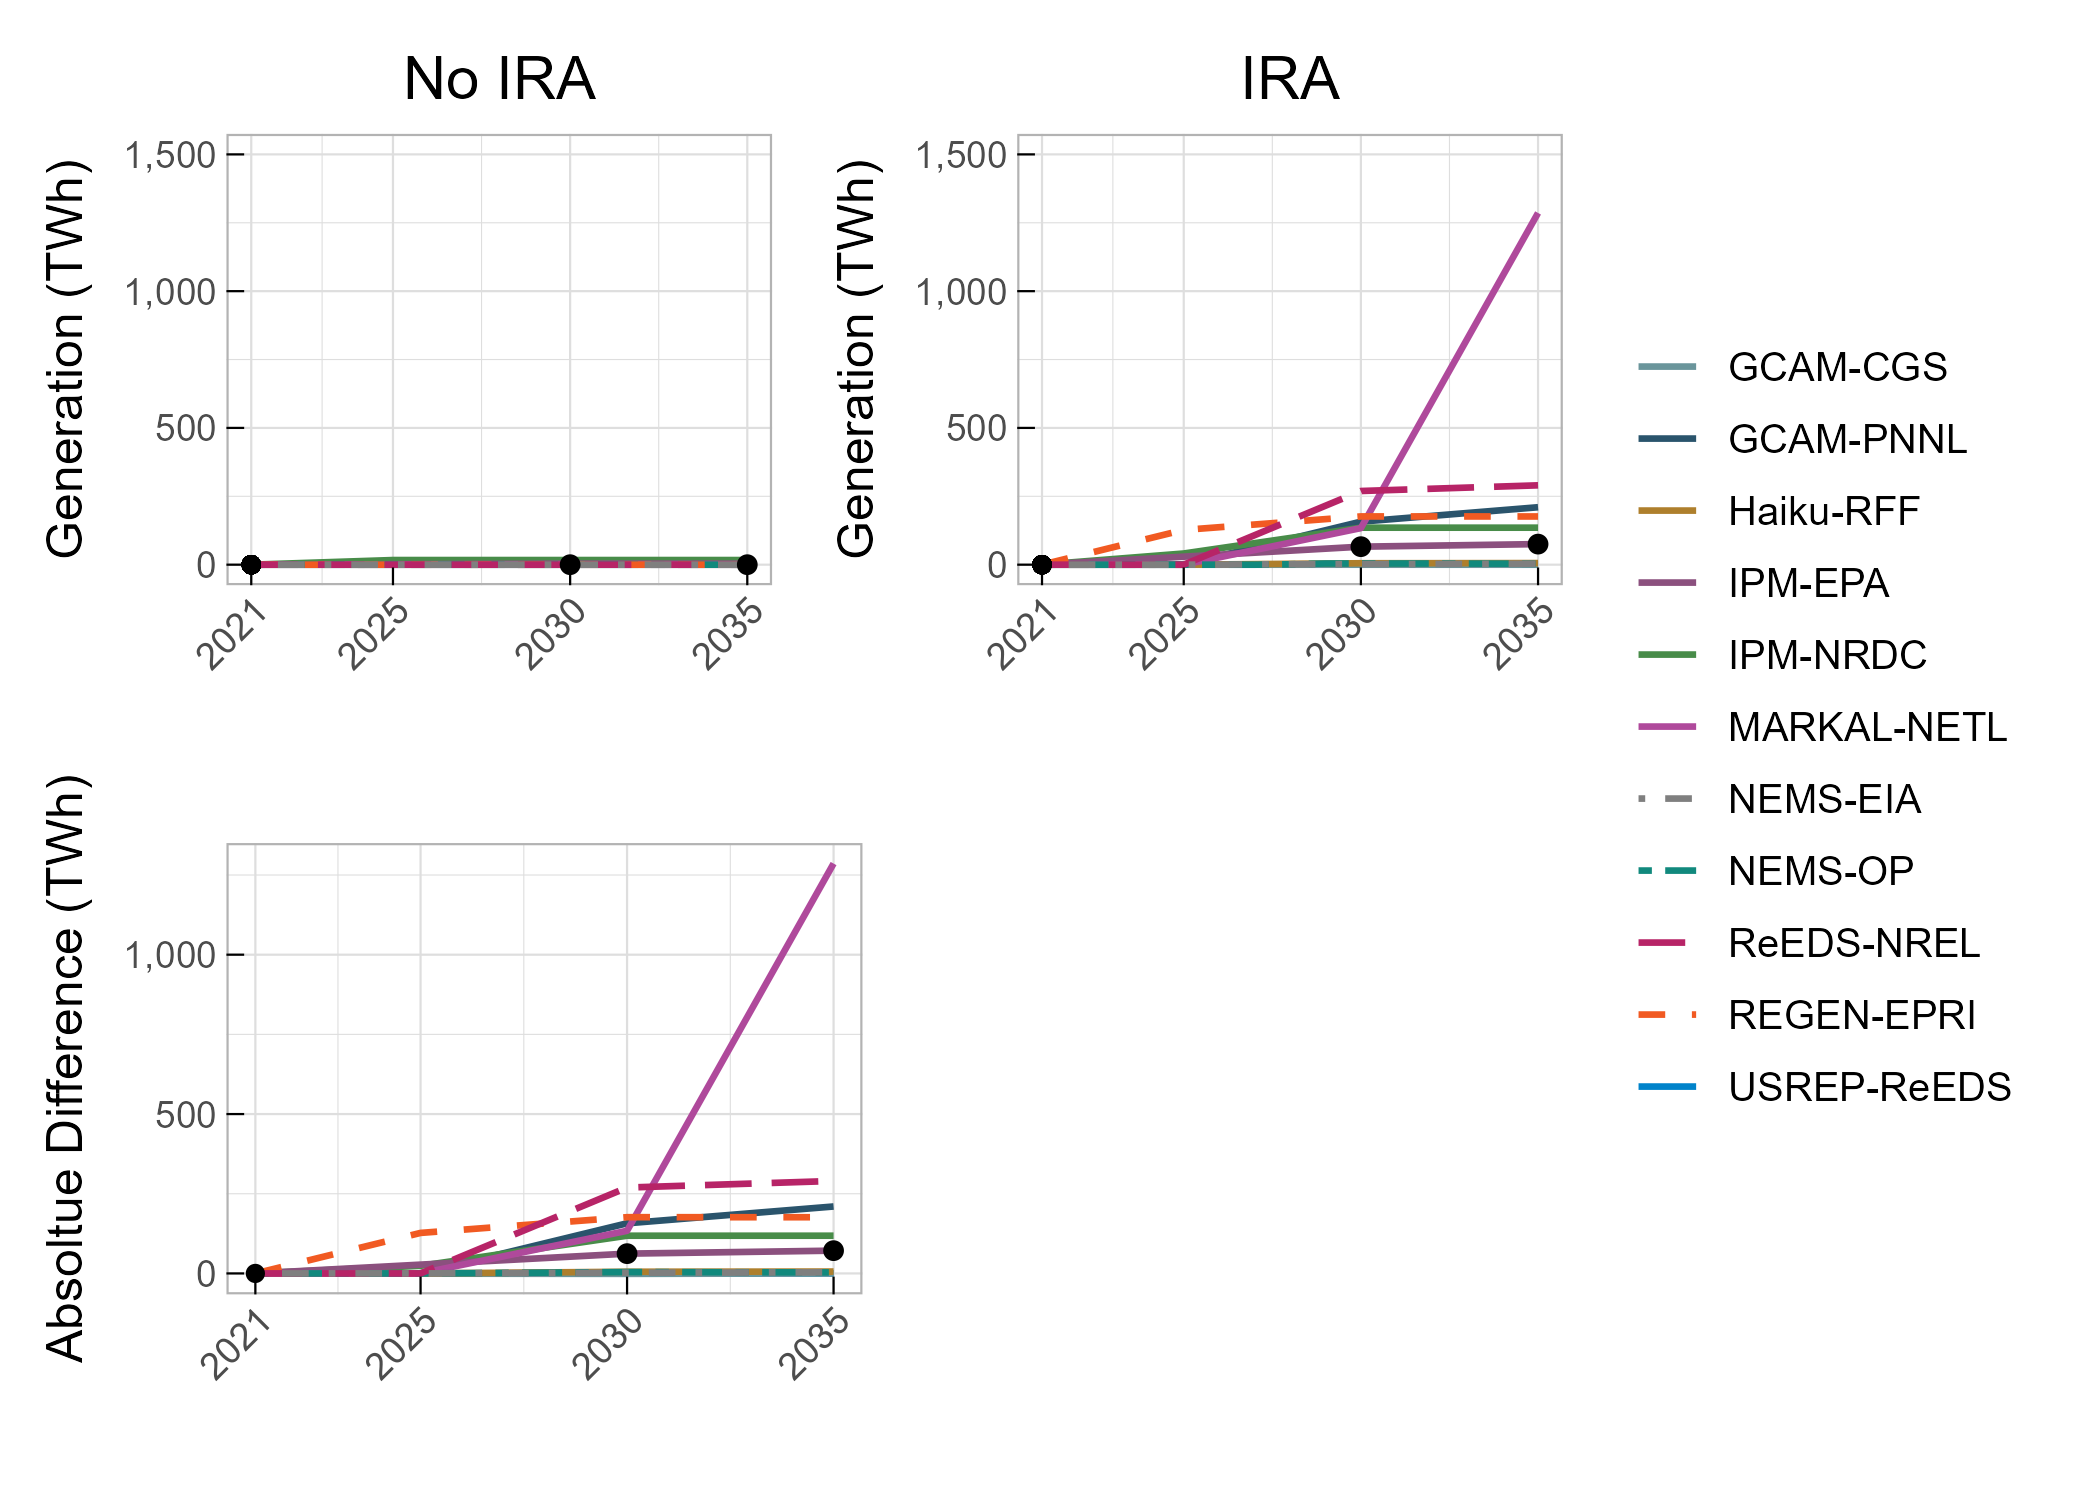 No IRA
IRA
Generation (TWh)
1,500
1,000
500
0
2021
2025
2030
2035
Generation (TWh)
1,500
1,000
500
0
2021
2025
2030
2035
Absoltue Difference (TWh)
1,000
500
0
2021
2025
2030
2035
GCAM-CGS
GCAM-PNNL
Haiku-RFF
IPM-EPA
IPM-NRDC
MARKAL-NETL
NEMS-EIA
NEMS-OP
ReEDS-NREL
REGEN-EPRI
USREP-ReEDS